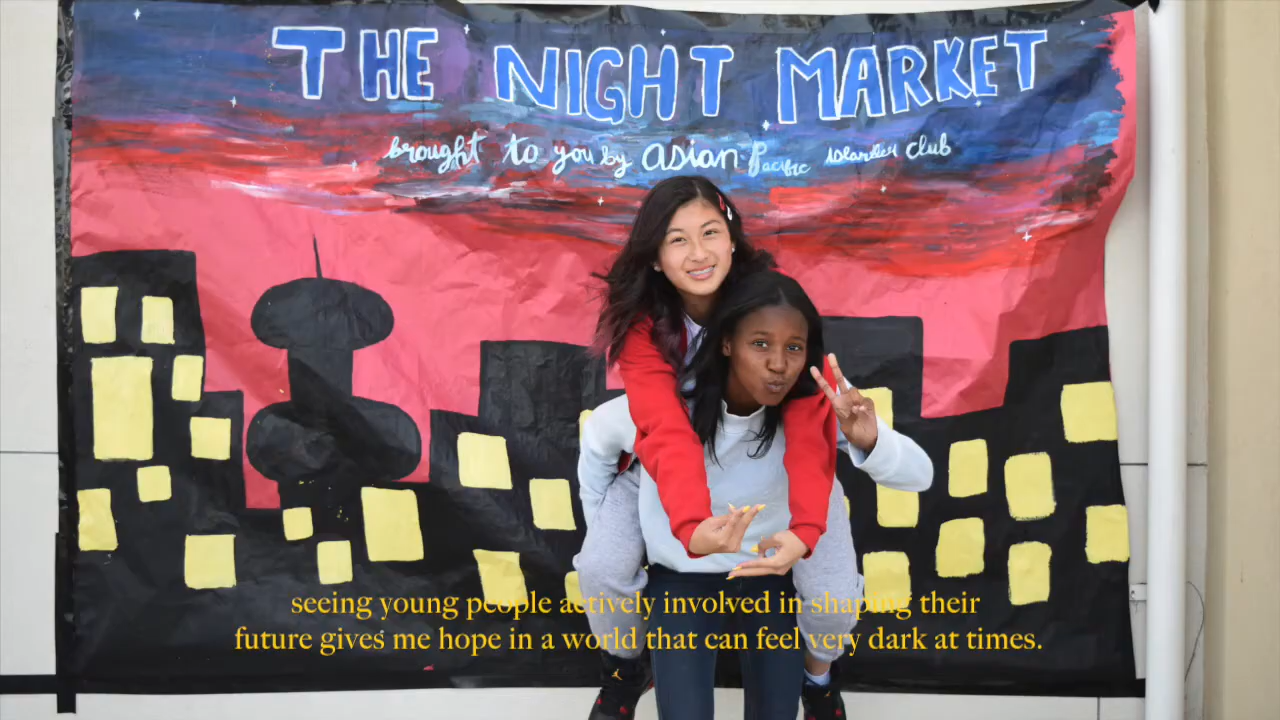 THE NIGHT MARKET
brought to you by asian Pacific Islander club
seeing young people actively involved in shaping their
future gives me hope in a world that can feel very dark at times.